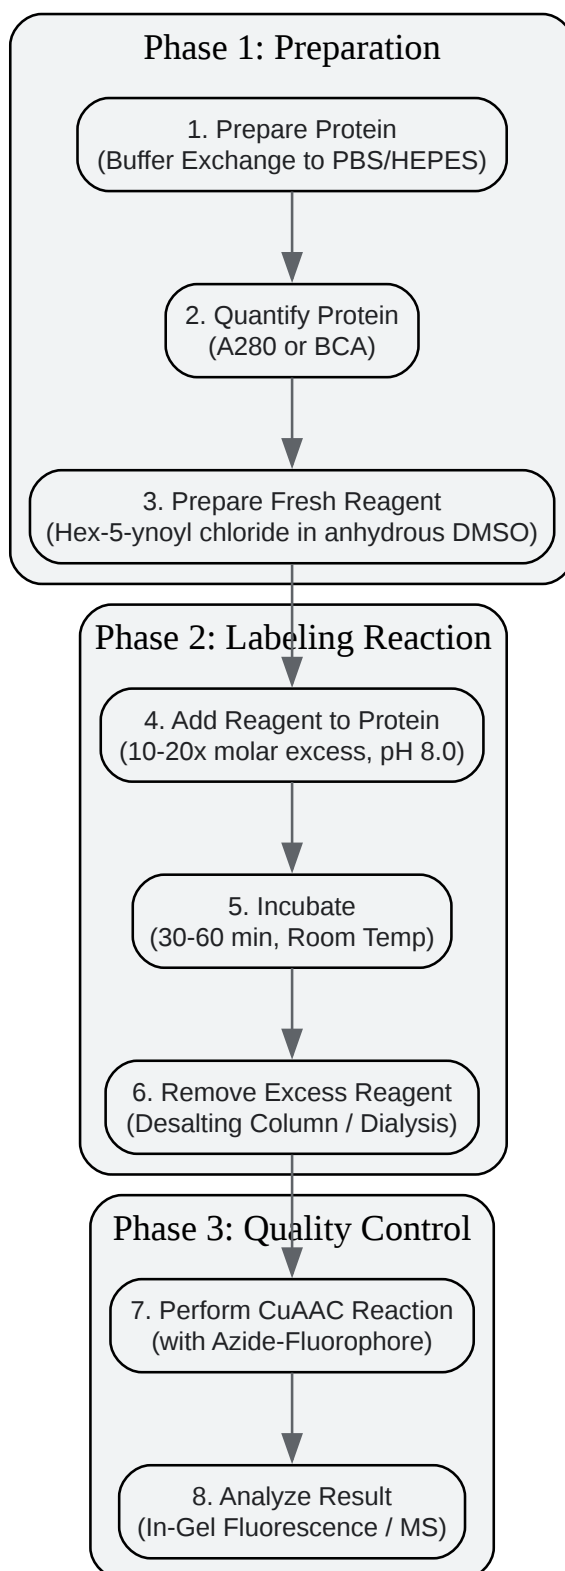 Phase 1: Preparation
1. Prepare Protein
(Buffer Exchange to PBS/HEPES)
2. Quantify Protein
(A280 or BCA)
3. Prepare Fresh Reagent
(Hex-5-ynoyl chloride in anhydrous DMSO)
Phase 2: Labeling Reaction
4. Add Reagent to Protein
(10-20x molar excess, pH 8.0)
5. Incubate
(30-60 min, Room Temp)
6. Remove Excess Reagent
(Desalting Column / Dialysis)
Phase 3: Quality Control
7. Perform CuAAC Reaction
(with Azide-Fluorophore)
8. Analyze Result
(In-Gel Fluorescence / MS)